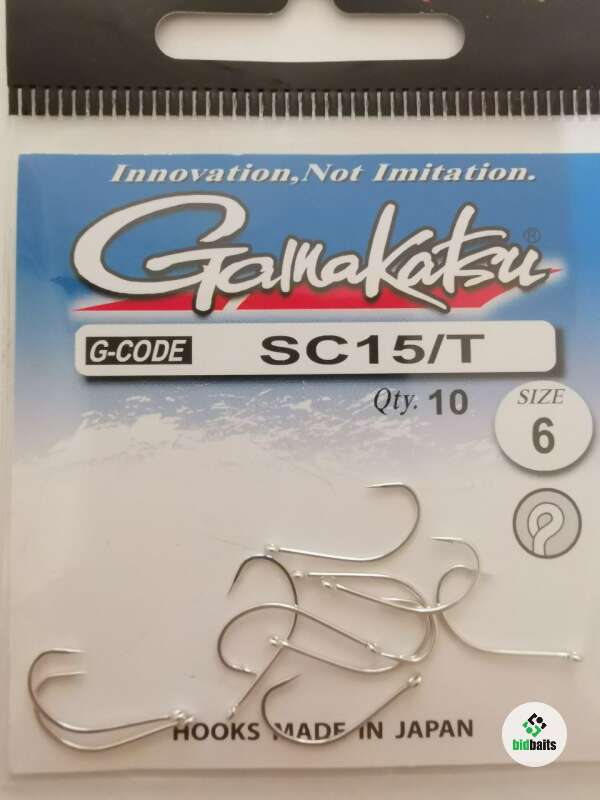 Innovation, Not Imitation.
Gamakatsu®
G-CODE SC15/T
Qty. 10
SIZE
6
HOOKS MADE IN JAPAN
bidbaits